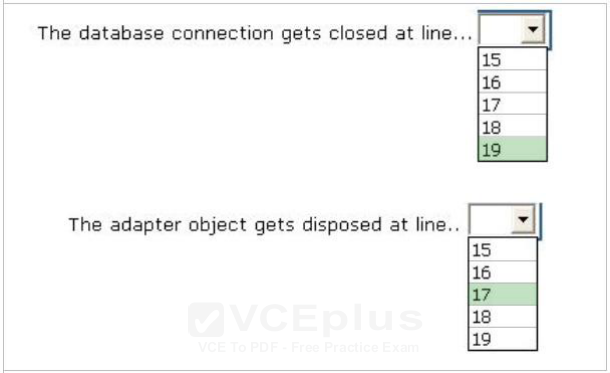 The database connection gets closed at line...
15
16
17
18
19
The adapter object gets disposed at line..
15
16
17
18
19
VCEplus
VCE To PDF - Free Practice Exam